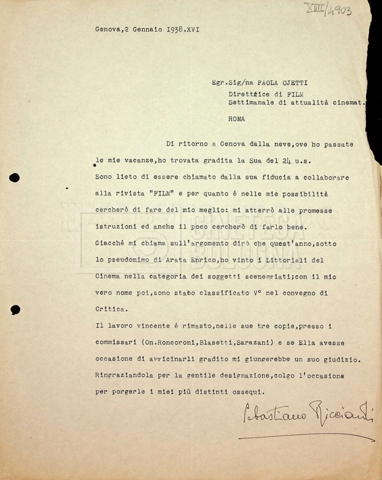 XVIII/4903
Genova,2 Gennaio 1938.XVI
Egr.Sig/na PAOLA OJETTI
Direttrice di FILM
Settimanale di attualità cinemat.
ROMA
Di ritorno a Genova dalla neve,ove ho passate
le mie vacanze,ho trovata gradita la Sua del 24 u.s.
Sono lieto di essere chiamato dalla sua fiducia a collaborare
alla rivista "FILM" e per quanto é nelle mie possibilità
cercherò di fare del mio meglio: mi atterrò alle promesse
istruzioni ed anche il poco cercherò di farlo bene.
Giacché mi chiama sull'argomento dirò che quest'anno,sotto
lo pseudonimo di Arata Enrico,ho vinto i Littoriali del
Cinema nella categoria dei soggetti sceneggiati;con il mio
vero nome poi,sono stato classificato V° nel convegno di
Critica.
Il lavoro vincente è rimasto,nelle sue tre copie,presso i
commissari (On.Roncoroni,Blasetti,Barzani) e se Ella avesse
occasione di avvicinarli gradito mi giungerebbe un suo giudizio.
Ringraziandola per la gentile designazione,colgo l'occasione
per porgerle i miei più distinti ossequi.
Sebastiano Ricciardi
CINETECA
BOLOGNA